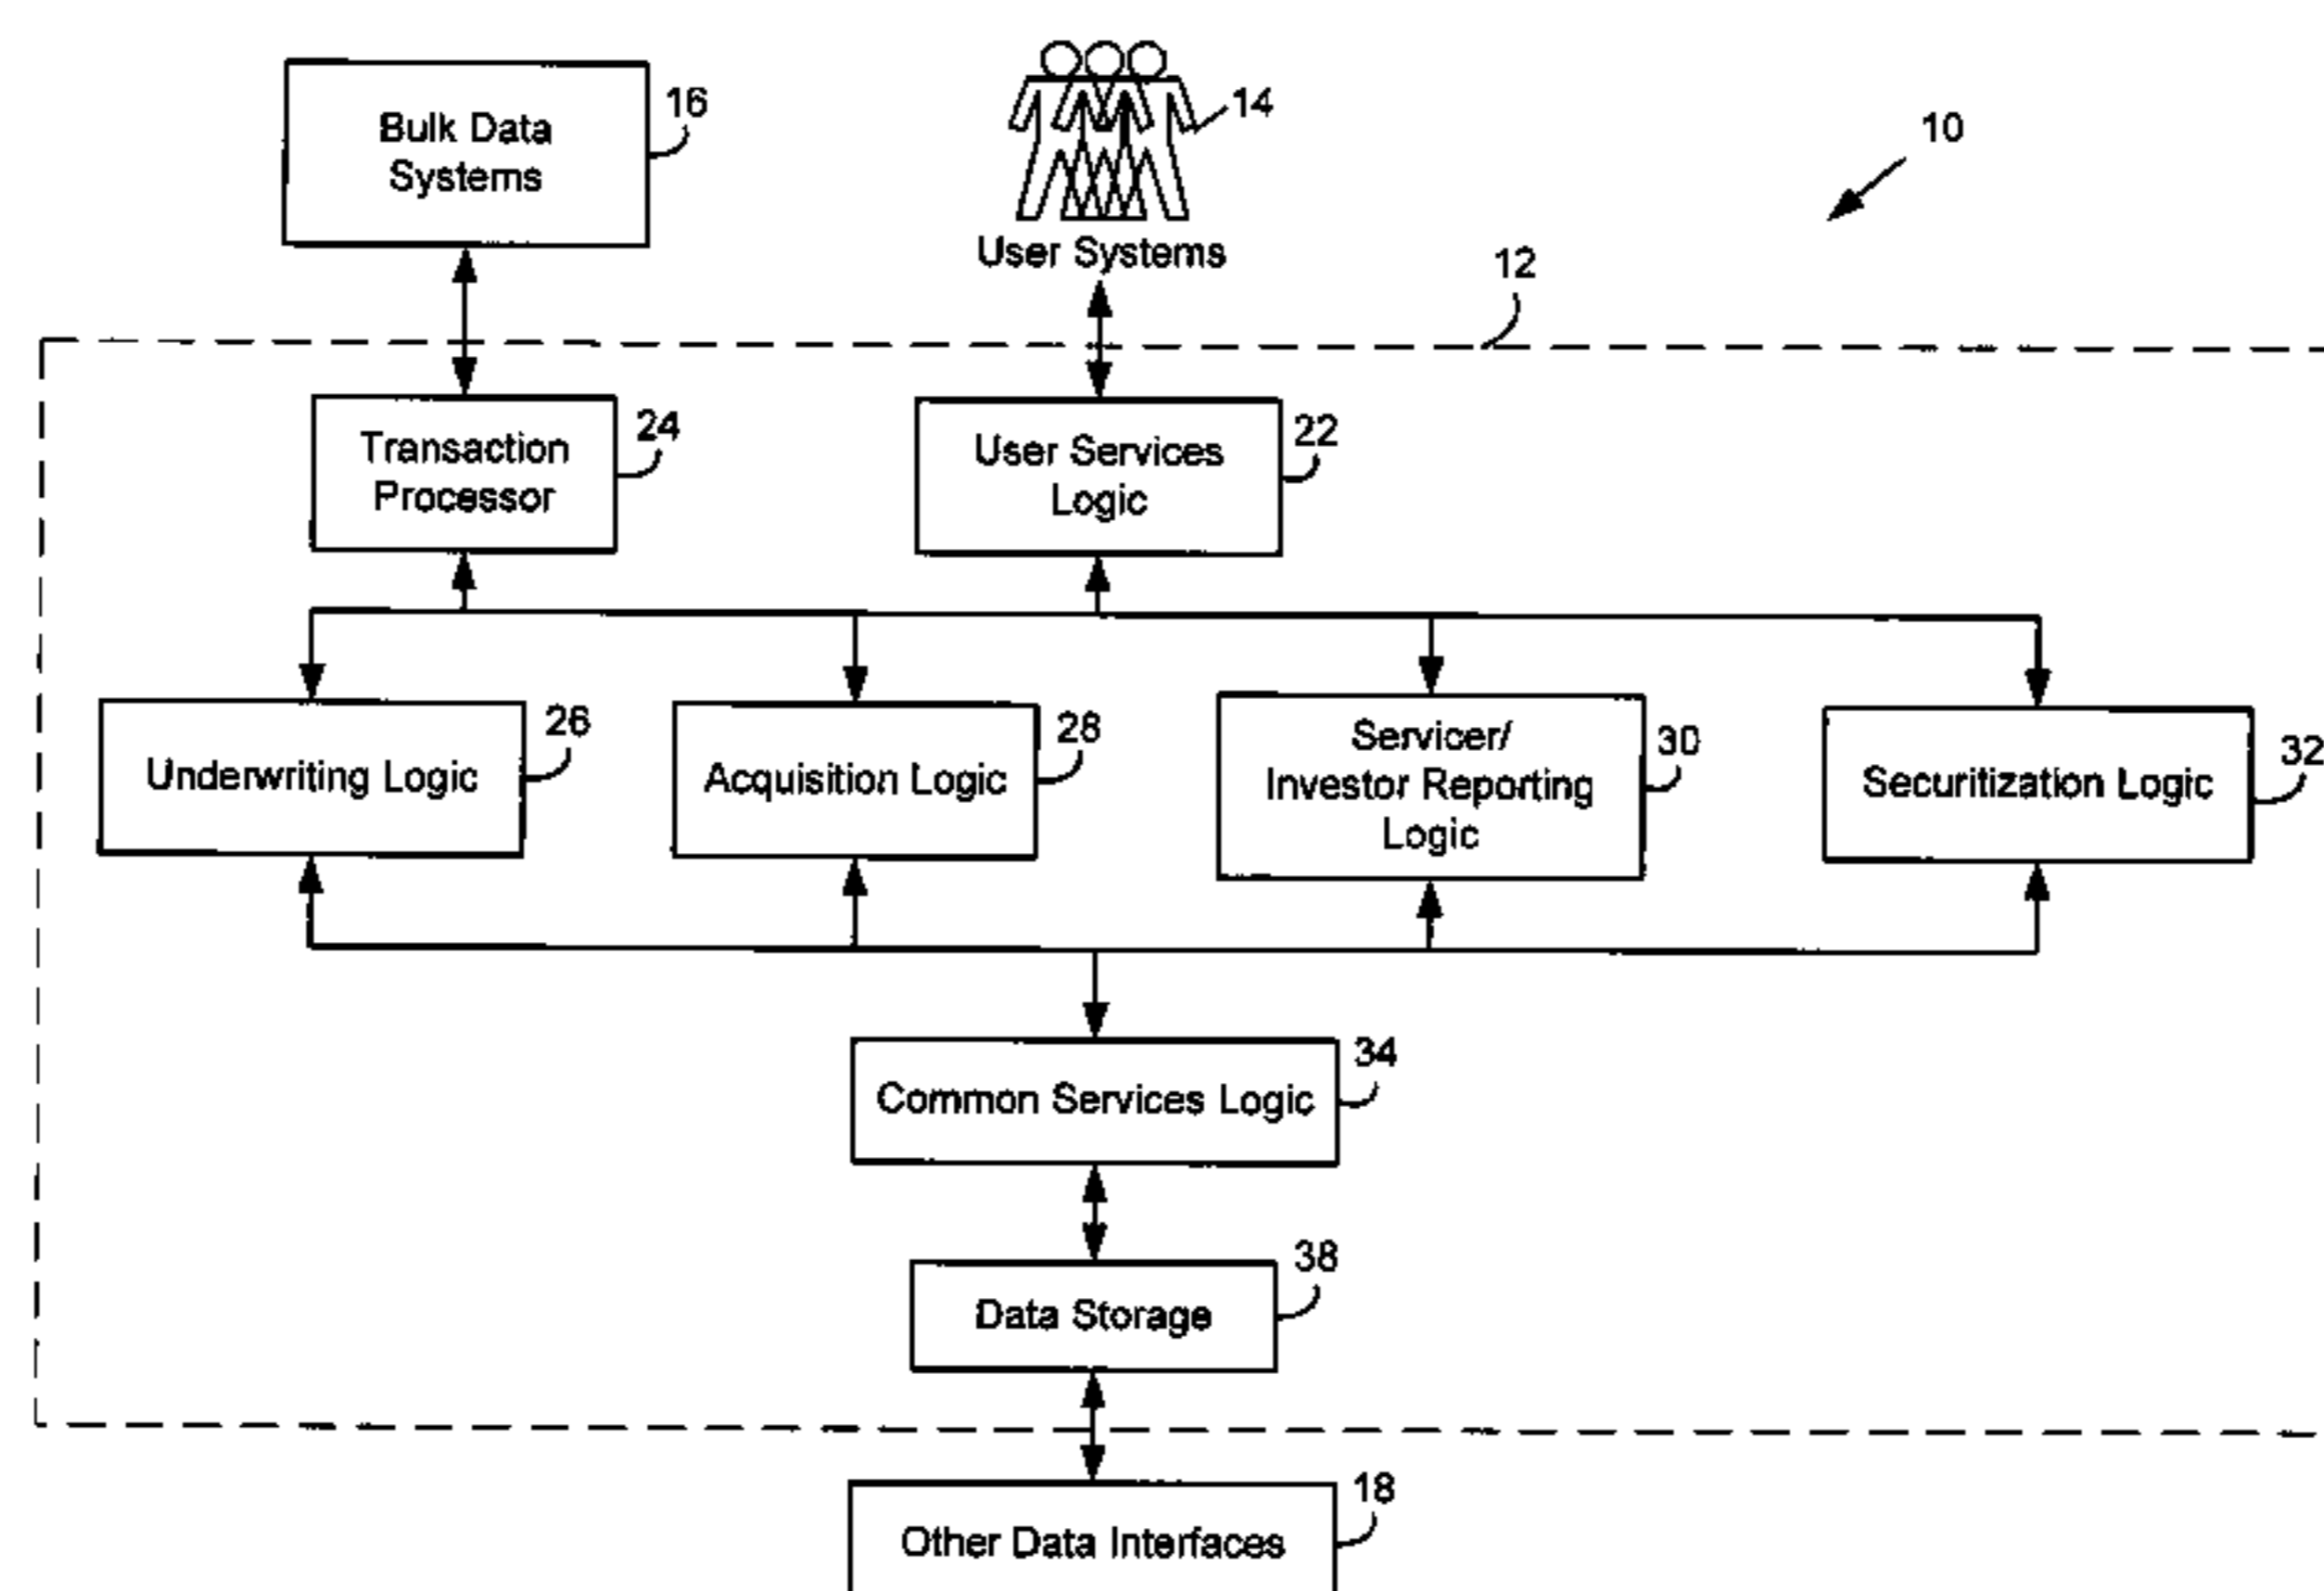 Bulk Data
Systems
16
14
10
User Systems
12
Transaction
Processor
24
User Services
Logic
22
Underwriting Logic
26
Acquisition Logic
28
Servicer/
Investor Reporting
Logic
30
Securitization Logic
32
Common Services Logic
34
Data Storage
38
Other Data Interfaces
18